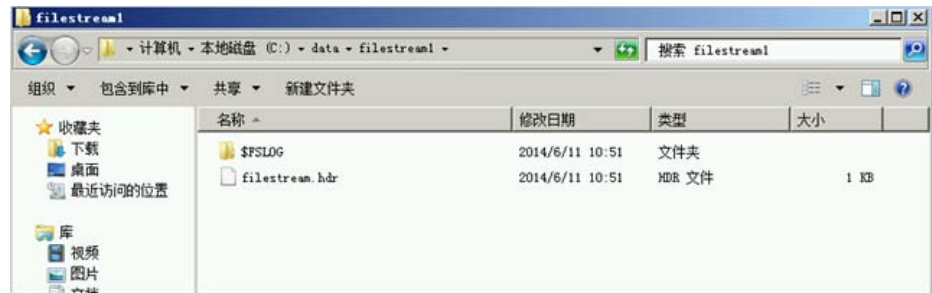 filestream1
计算机 本地磁盘 (C:) data filestream1 搜索 filestream1
组织 包含到库中 共享 新建文件夹
收藏夹
下载
桌面
最近访问的位置
库
视频
图片
名称 修改日期 类型 大小
$FSLOG 2014/6/11 10:51 文件夹
filestream.hdr 2014/6/11 10:51 HDR 文件 1 KB